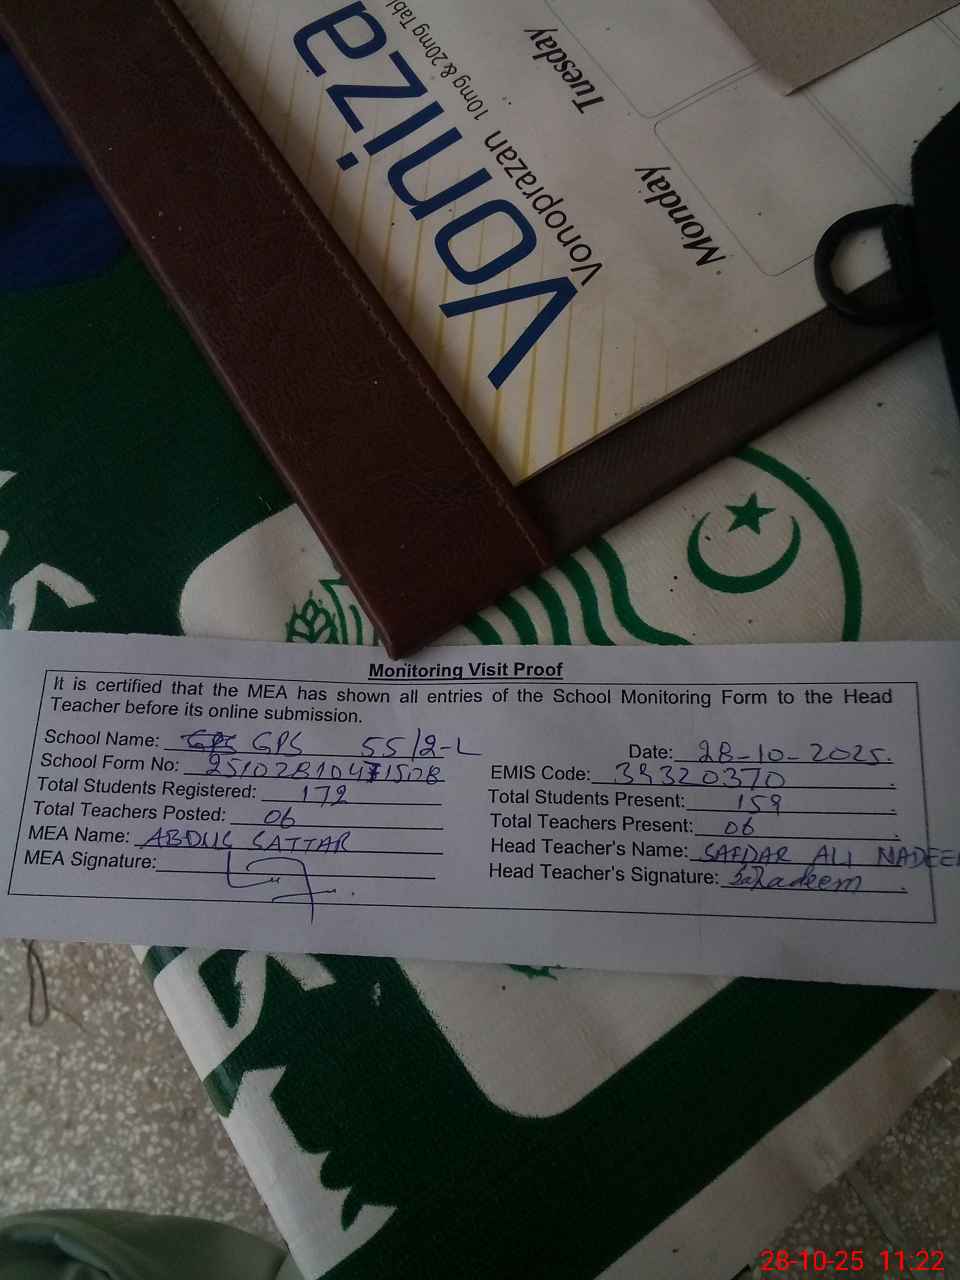 Voniza
Vonoprazan 10mg & 20mg Tabl
Monday
Tuesday
Monitoring Visit Proof
It is certified that the MEA has shown all entries of the School Monitoring Form to the Head
Teacher before its online submission.
School Name: GPS 55/2-L
Date: 28-10-2025.
School Form No:
EMIS Code: 39320370
Total Students Registered: 172
Total Students Present: 159
Total Teachers Posted: 06
Total Teachers Present: 06
MEA Name: ABDUL SATTAR
Head Teacher's Name: SAFDAR ALI NADEE
MEA Signature:
Head Teacher's Signature:
28-10-25 11:22